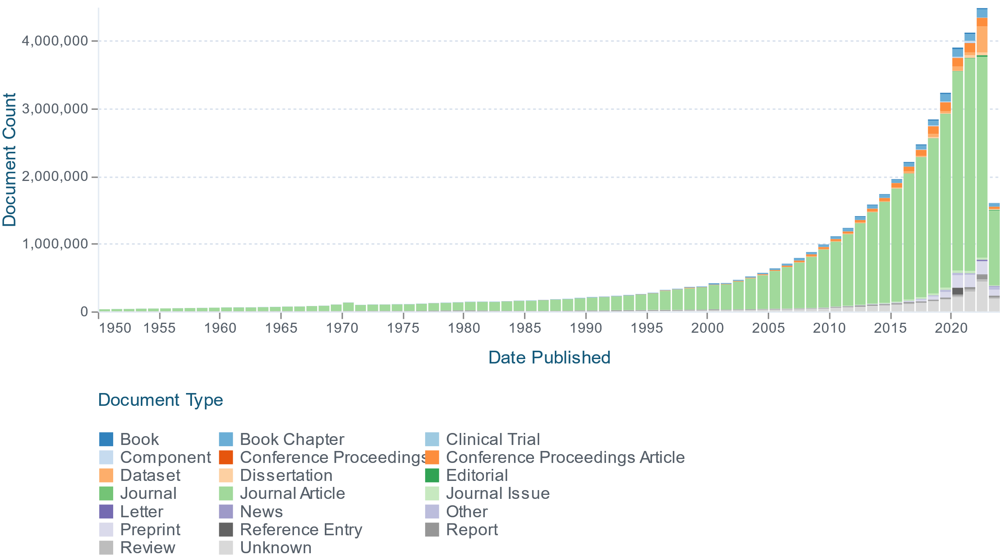 4,000,000
3,000,000
2,000,000
1,000,000
0
Document Count
1950 1955 1960 1965 1970 1975 1980 1985 1990 1995 2000 2005 2010 2015 2020
Date Published
Document Type
Book Book Chapter Clinical Trial
Component Conference Proceedings Conference Proceedings Article
Dataset Dissertation Editorial
Journal Journal Article Journal Issue
Letter News Other
Preprint Reference Entry Report
Review Unknown